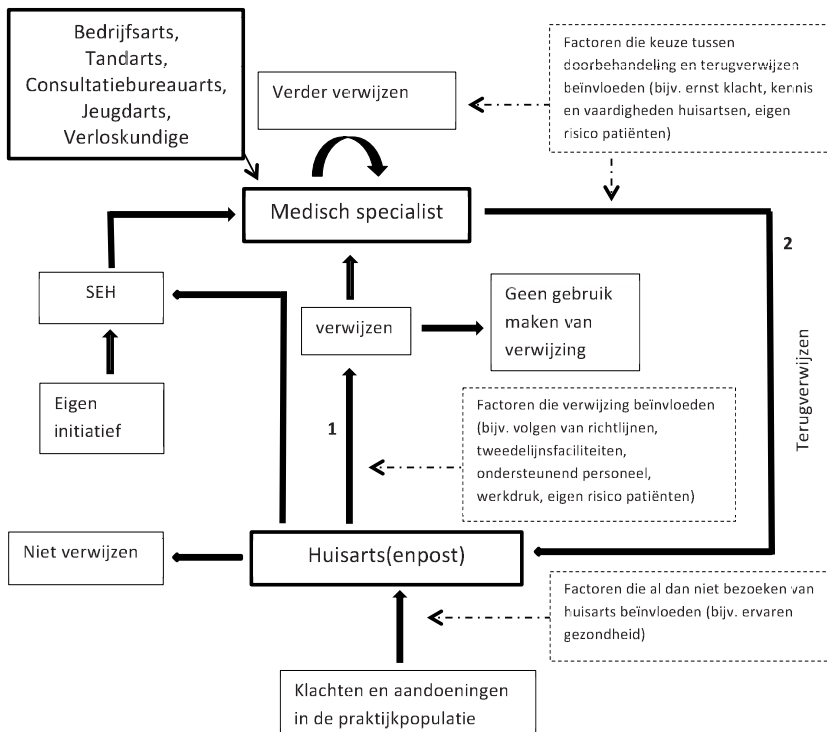 Bedrijfsarts,
Tandarts,
Consultatiebureauarts,
Jeugdarts,
Verloskundige
Verder verwijzen
Factoren die keuze tussen
doorbehandeling en terugverwijzen
beïnvloeden (bijv. ernst klacht, kennis
en vaardigheden huisartsen, eigen
risico patiënten)
Medisch specialist
2
SEH
verwijzen
Geen gebruik
maken van
verwijzing
Terugverwijzen
Eigen
initiatief
1
Factoren die verwijzing beïnvloeden
(bijv. volgen van richtlijnen,
tweedelijnsfaciliteiten,
ondersteunend personeel,
werkdruk, eigen risico patiënten)
Niet verwijzen
Huisarts(enpost)
Factoren die al dan niet bezoeken van
huisarts beïnvloeden (bijv. ervaren
gezondheid)
Klachten en aandoeningen
in de praktijkpopulatie